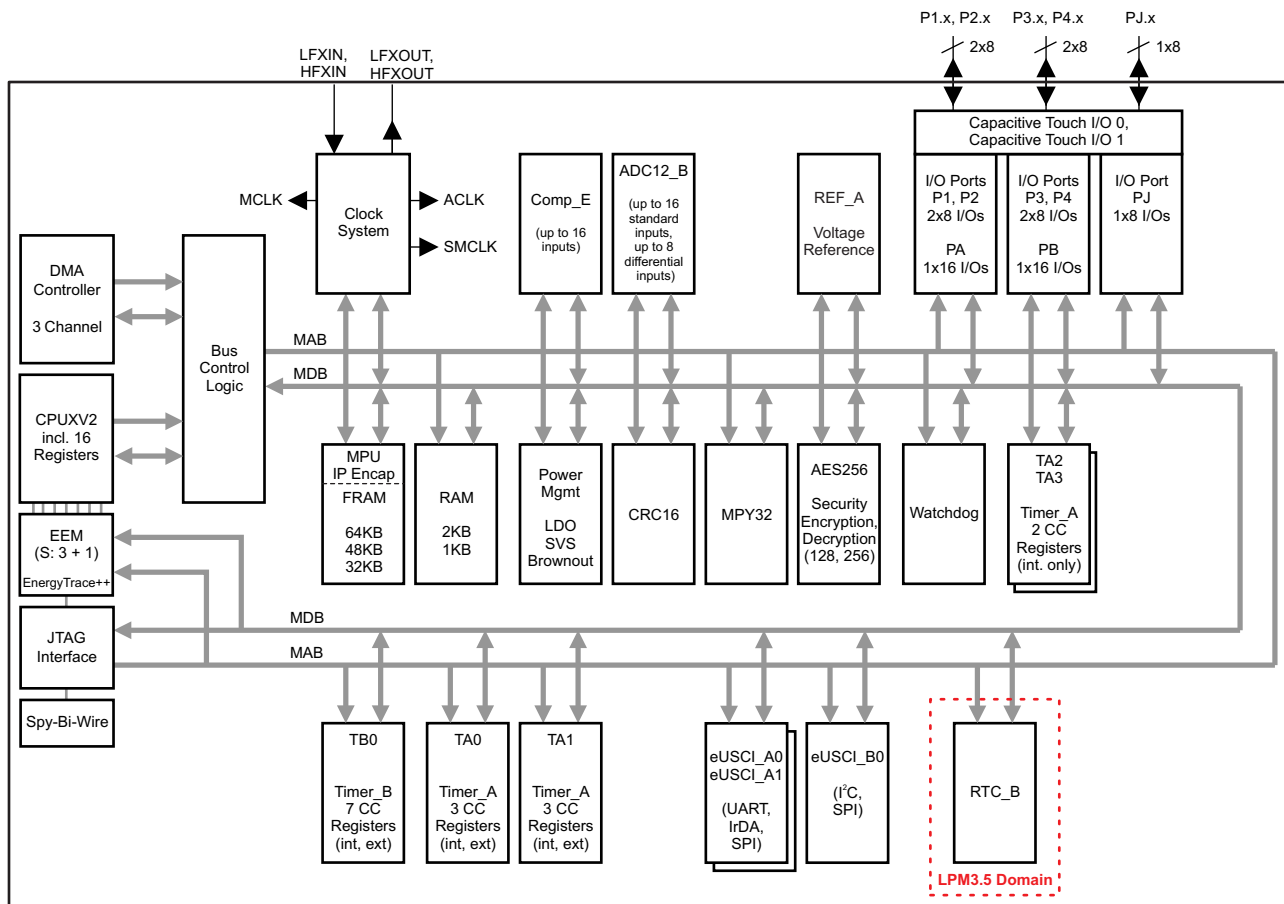 P1.x, P2.x
P3.x, P4.x
PJ.x
2x8
2x8
1x8
LFXIN,
HFXIN
LFXOUT,
HFXOUT
Capacitive Touch I/O 0,
Capacitive Touch I/O 1
MCLK
Clock
System
ACLK
SMCLK
Comp_E
(up to 16
inputs)
ADC12_B
(up to 16
standard
inputs,
up to 8
differential
inputs)
REF_A
Voltage
Reference
I/O Ports
P1, P2
2x8 I/Os
PA
1x16 I/Os
I/O Ports
P3, P4
2x8 I/Os
PB
1x16 I/Os
I/O Port
PJ
1x8 I/Os
DMA
Controller
3 Channel
Bus
Control
Logic
MAB
MDB
CPUXV2
incl. 16
Registers
MPU
IP Encap
FRAM
64KB
48KB
32KB
RAM
2KB
1KB
Power
Mgmt
LDO
SVS
Brownout
CRC16
MPY32
AES256
Security
Encryption,
Decryption
(128, 256)
Watchdog
TA2
TA3
Timer_A
2 CC
Registers
(int. only)
EEM
(S: 3 + 1)
EnergyTrace++
JTAG
Interface
MDB
MAB
Spy-Bi-Wire
TB0
Timer_B
7 CC
Registers
(int, ext)
TA0
Timer_A
3 CC
Registers
(int, ext)
TA1
Timer_A
3 CC
Registers
(int, ext)
eUSCI_A0
eUSCI_A1
(UART,
IrDA,
SPI)
eUSCI_B0
(I²C,
SPI)
RTC_B
LPM3.5 Domain